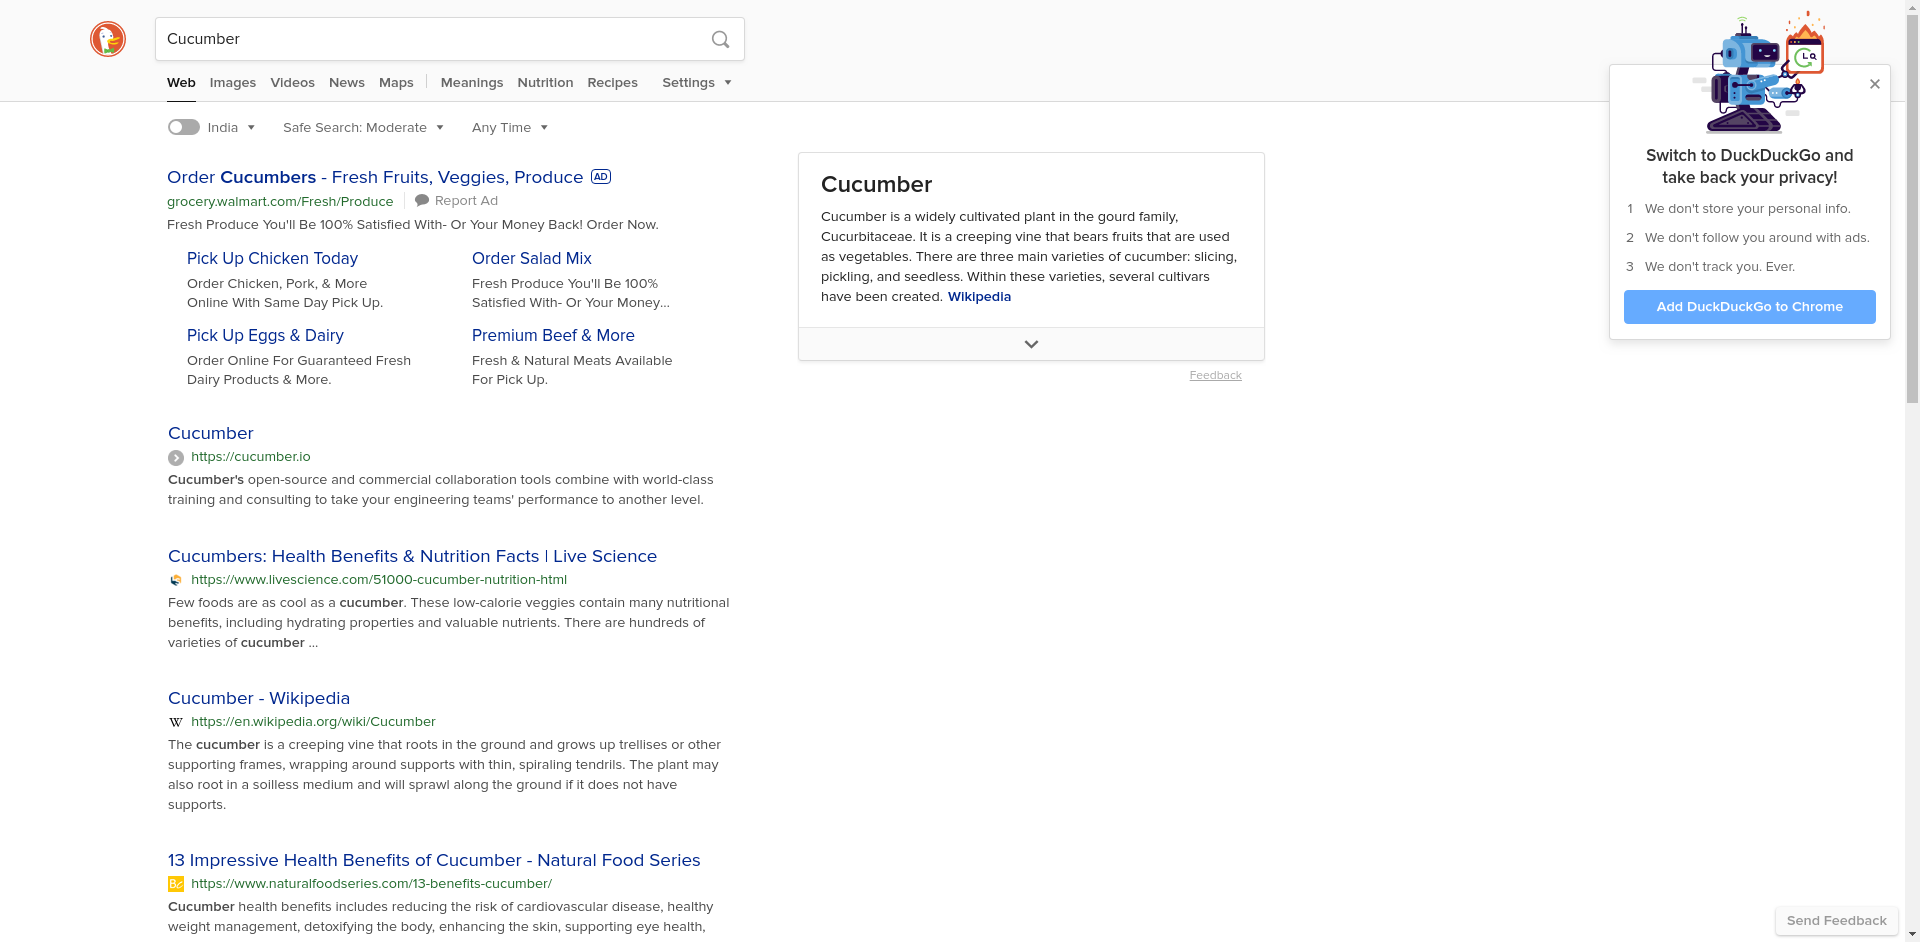 Cucumber
Web Images Videos News Maps Meanings Nutrition Recipes Settings
India Safe Search: Moderate Any Time
Order Cucumbers - Fresh Fruits, Veggies, Produce AD
grocery.walmart.com/Fresh/Produce Report Ad
Fresh Produce You'll Be 100% Satisfied With- Or Your Money Back! Order Now.
Pick Up Chicken Today
Order Chicken, Pork, & More
Online With Same Day Pick Up.
Order Salad Mix
Fresh Produce You'll Be 100%
Satisfied With- Or Your Money...
Pick Up Eggs & Dairy
Order Online For Guaranteed Fresh
Dairy Products & More.
Premium Beef & More
Fresh & Natural Meats Available
For Pick Up.
Cucumber
https://cucumber.io
Cucumber's open-source and commercial collaboration tools combine with world-class
training and consulting to take your engineering teams' performance to another level.
Cucumbers: Health Benefits & Nutrition Facts | Live Science
https://www.livescience.com/51000-cucumber-nutrition-html
Few foods are as cool as a cucumber. These low-calorie veggies contain many nutritional
benefits, including hydrating properties and valuable nutrients. There are hundreds of
varieties of cucumber ...
Cucumber - Wikipedia
W https://en.wikipedia.org/wiki/Cucumber
The cucumber is a creeping vine that roots in the ground and grows up trellises or other
supporting frames, wrapping around supports with thin, spiraling tendrils. The plant may
also root in a soilless medium and will sprawl along the ground if it does not have
supports.
13 Impressive Health Benefits of Cucumber - Natural Food Series
https://www.naturalfoodseries.com/13-benefits-cucumber/
Cucumber health benefits includes reducing the risk of cardiovascular disease, healthy
weight management, detoxifying the body, enhancing the skin, supporting eye health,
Cucumber
Cucumber is a widely cultivated plant in the gourd family,
Cucurbitaceae. It is a creeping vine that bears fruits that are used
as vegetables. There are three main varieties of cucumber: slicing,
pickling, and seedless. Within these varieties, several cultivars
have been created. Wikipedia
Feedback
Switch to DuckDuckGo and
take back your privacy!
1 We don't store your personal info.
2 We don't follow you around with ads.
3 We don't track you. Ever.
Add DuckDuckGo to Chrome
Send Feedback